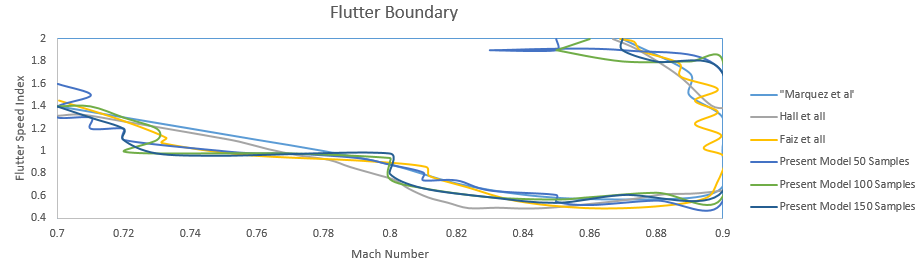 Flutter Boundary
Flutter Speed Index
2
1.8
1.6
1.4
1.2
1
0.8
0.6
0.4
0.7 0.72 0.74 0.76 0.78 0.8 0.82 0.84 0.86 0.88 0.9
Mach Number
"Marquez et al'
Hall et all
Faiz et all
Present Model 50 Samples
Present Model 100 Samples
Present Model 150 Samples